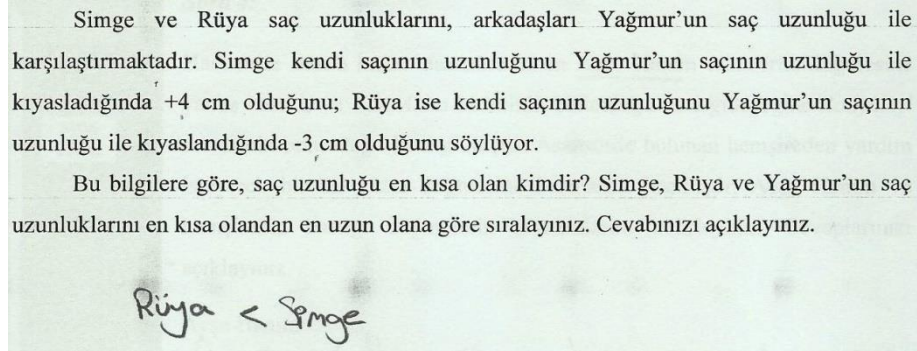 Simge ve Rüya saç uzunluklarını, arkadaşları Yağmur'un saç uzunluğu ile
karşılaştırmaktadır. Simge kendi saçının uzunluğunu Yağmur'un saçının uzunluğu ile
kıyasladığında +4 cm olduğunu; Rüya ise kendi saçının uzunluğunu Yağmur'un saçının
uzunluğu ile kıyaslandığında -3 cm olduğunu söylüyor.
Bu bilgilere göre, saç uzunluğu en kısa olan kimdir? Simge, Rüya ve Yağmur'un saç
uzunluklarını en kısa olandan en uzun olana göre sıralayınız. Cevabınızı açıklayınız.
Rüya < Simge